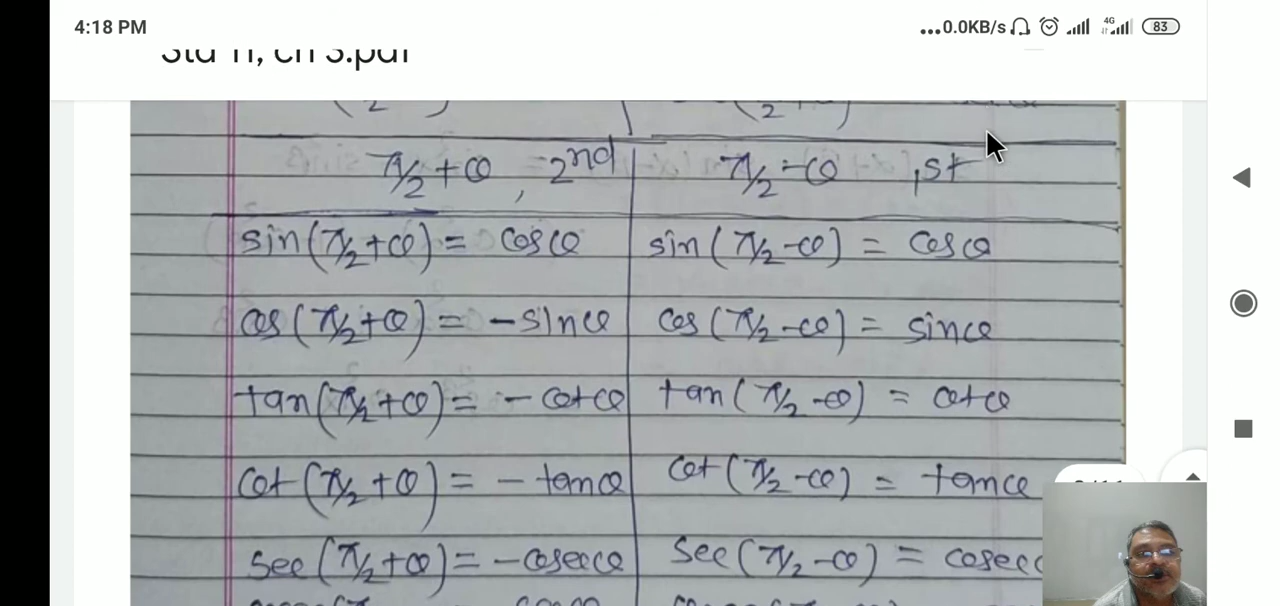 4:18 PM ...0.0KB/s 4G 83
Std 11, ch 3.pdf
π/2+θ, 2nd π/2-θ 1st
sin(π/2+θ) = cosθ sin(π/2-θ) = cosθ
cos(π/2+θ) = -sinθ cos(π/2-θ) = sinθ
tan(π/2+θ) = -cotθ tan(π/2-θ) = cotθ
cot(π/2+θ) = -tanθ cot(π/2-θ) = tanθ
sec(π/2+θ) = -cosecθ sec(π/2-θ) = cosec